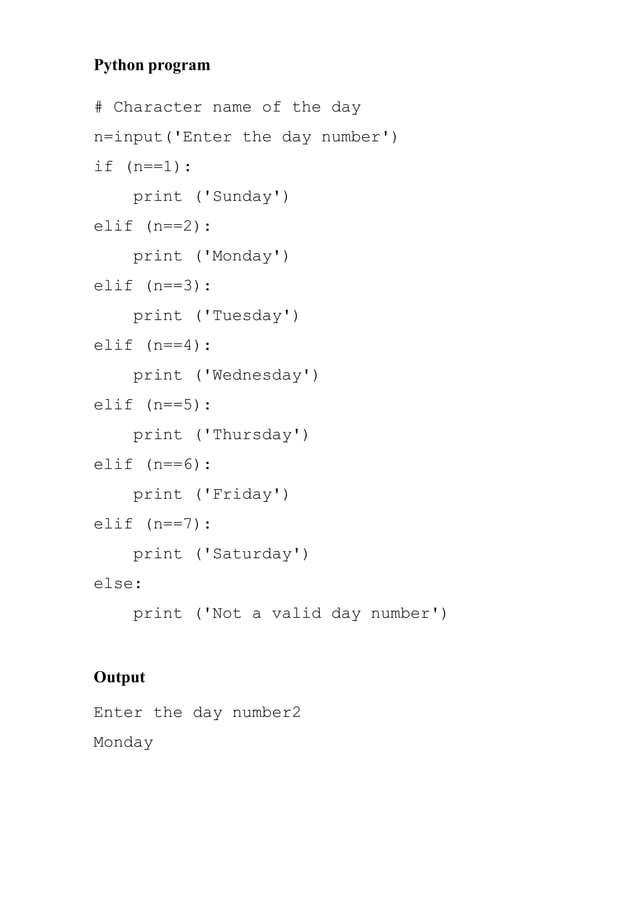 Python program
# Character name of the day
n=input('Enter the day number')
if (n==1):
    print ('Sunday')
elif (n==2):
    print ('Monday')
elif (n==3):
    print ('Tuesday')
elif (n==4):
    print ('Wednesday')
elif (n==5):
    print ('Thursday')
elif (n==6):
    print ('Friday')
elif (n==7):
    print ('Saturday')
else:
    print ('Not a valid day number')
Output
Enter the day number2
Monday